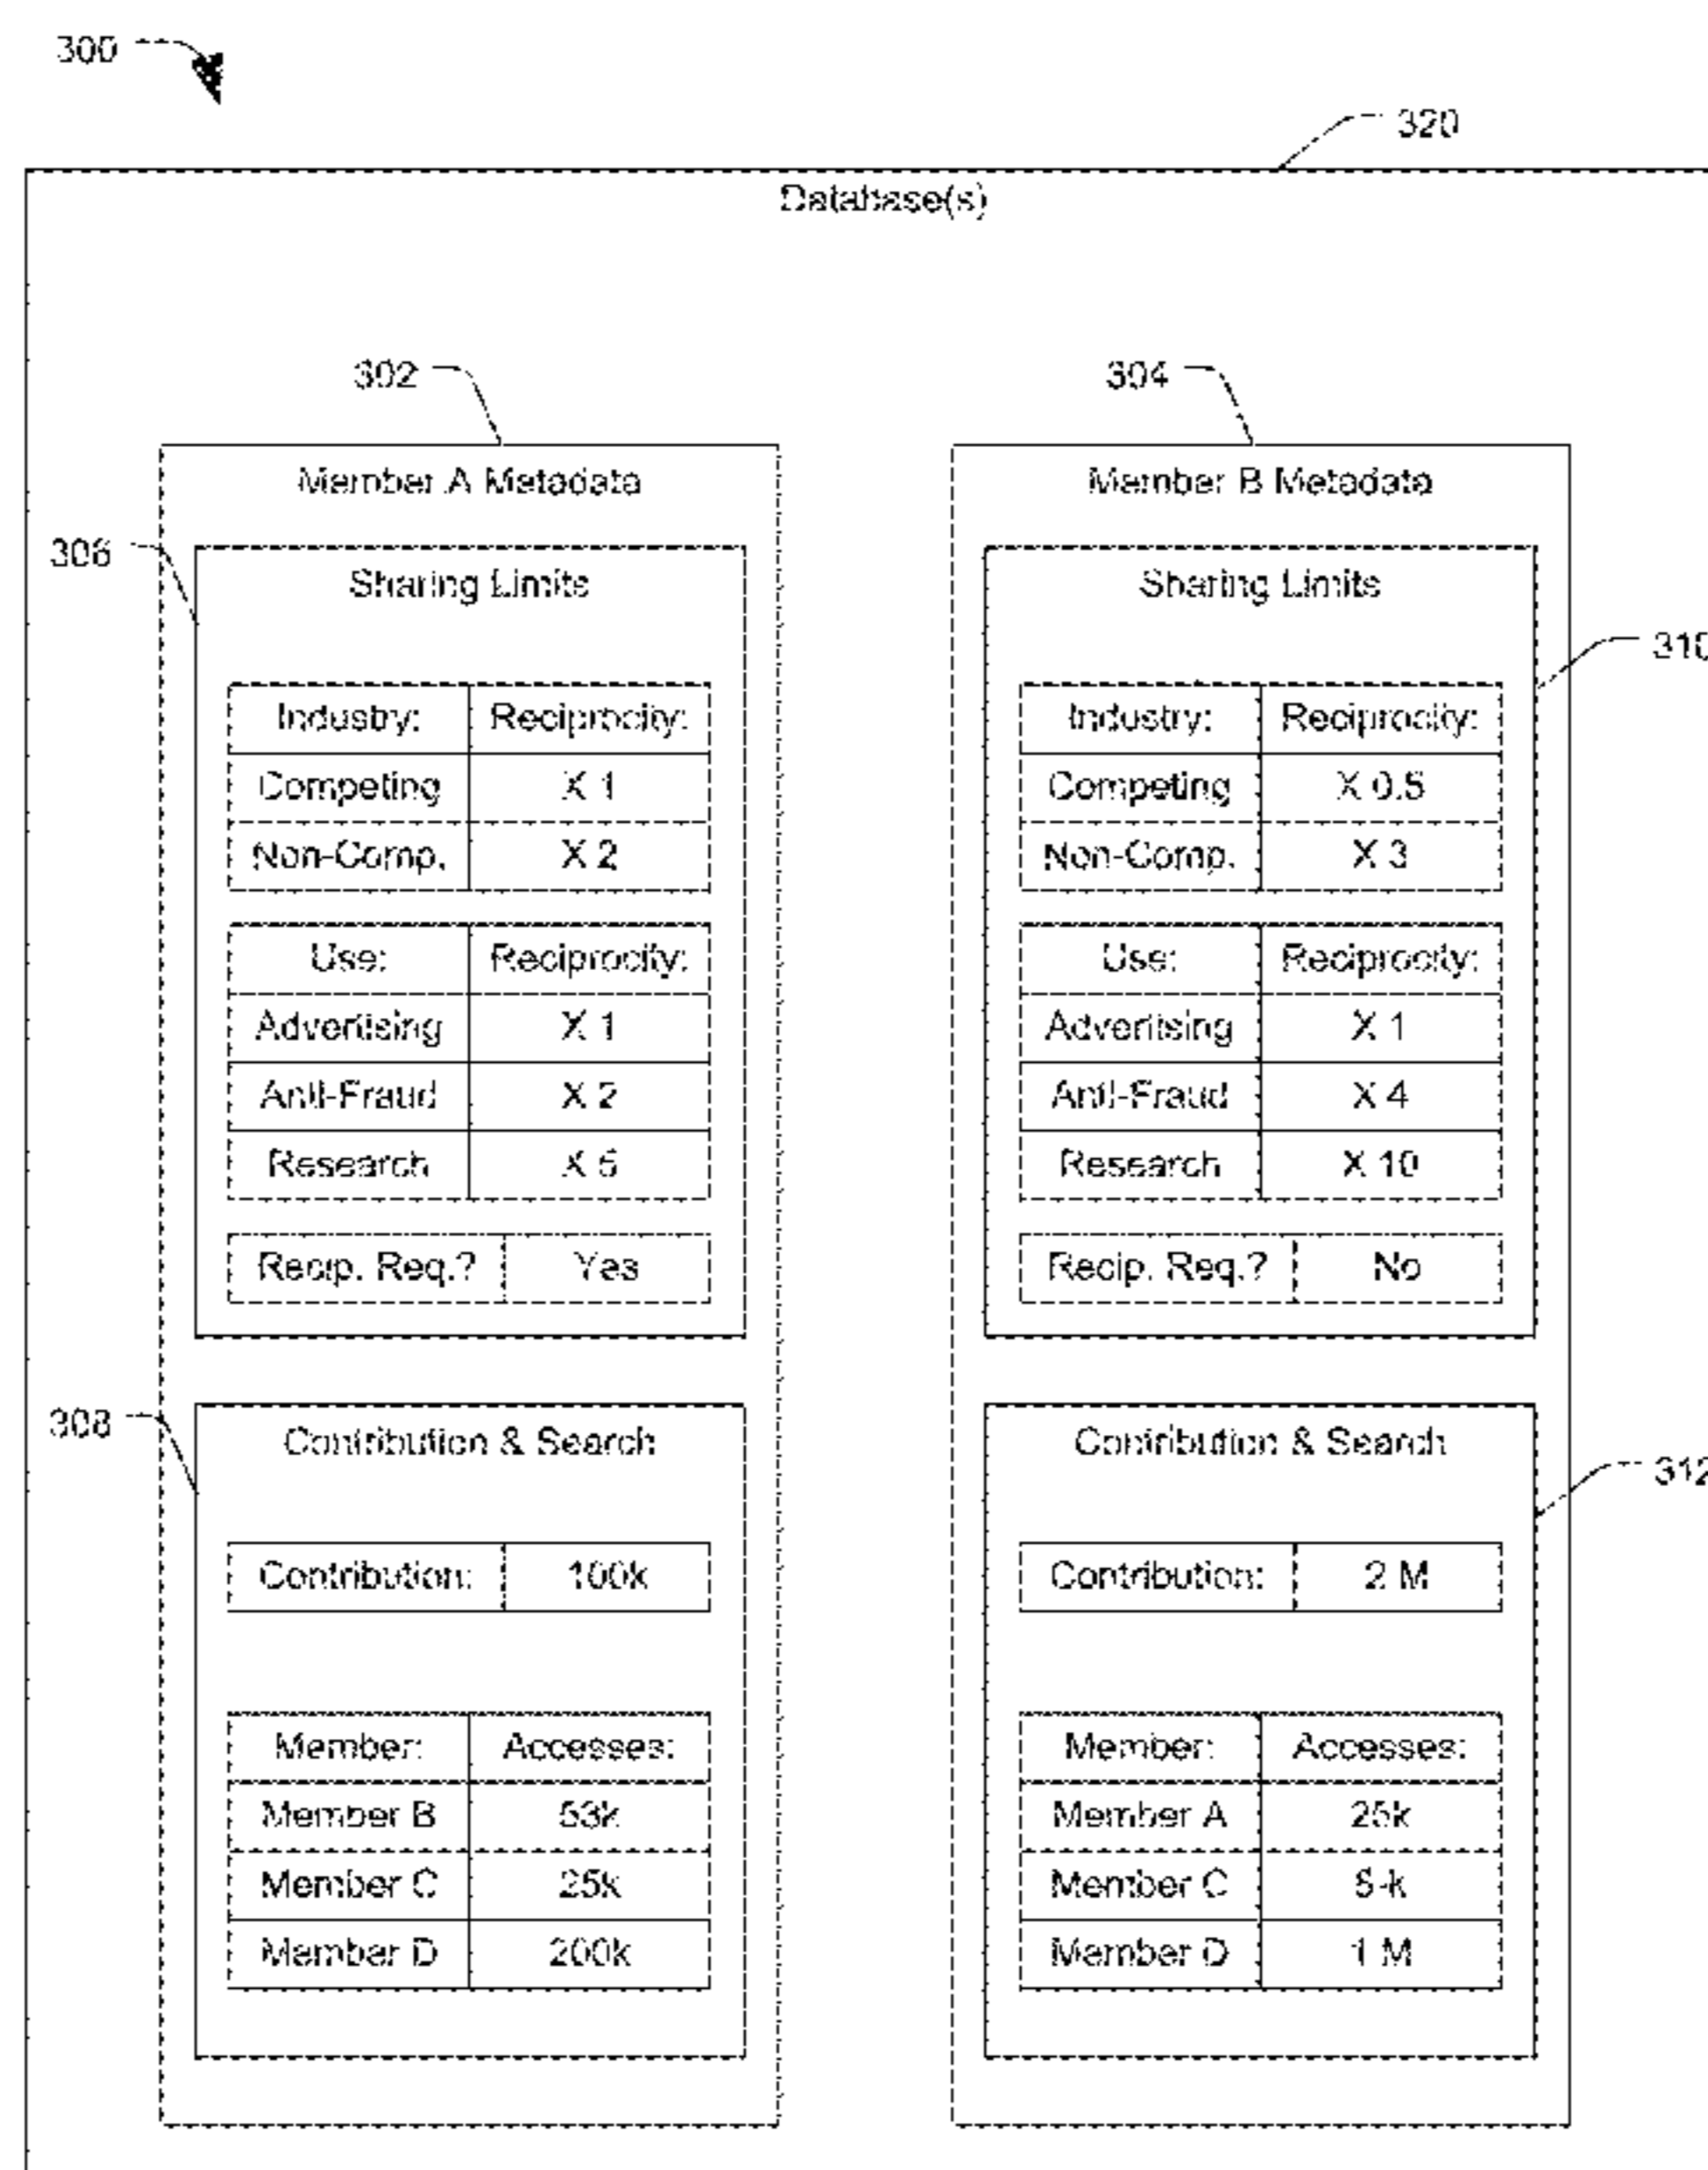 300
320
Database(s)
302
304
Member A Metadata
Member B Metadata
306
Sharing Limits
Sharing Limits
310
Industry: Reciprocity:
Competing X 1
Non-Comp. X 2
Industry: Reciprocity:
Competing X 0.5
Non-Comp. X 3
Use: Reciprocity:
Advertising X 1
Anti-Fraud X 2
Research X 5
Use: Reciprocity:
Advertising X 1
Anti-Fraud X 4
Research X 10
Recip. Req.? Yes
Recip. Req.? No
308
Contribution & Search
Contribution & Search
312
Contribution: 100k
Contribution: 2 M
Member: Accesses:
Member B 53k
Member C 25k
Member D 200k
Member: Accesses:
Member A 25k
Member C
Member D 1 M